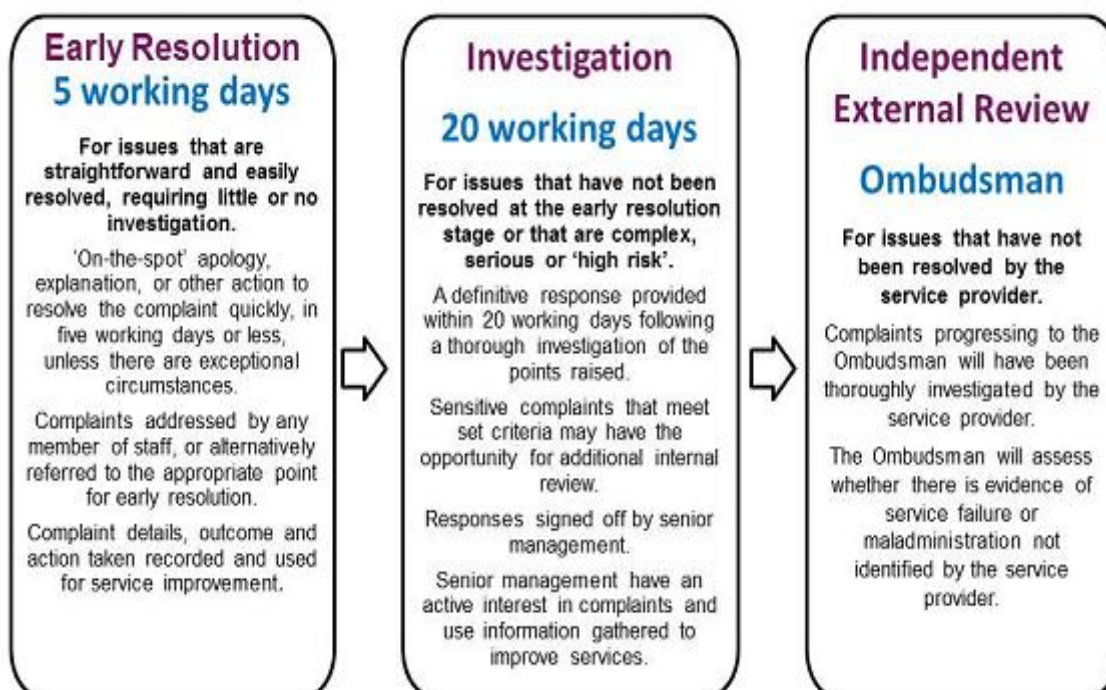 Early Resolution
5 working days
For issues that are
straightforward and easily
resolved, requiring little or no
investigation.
‘On-the-spot’ apology,
explanation, or other action to
resolve the complaint quickly, in
five working days or less,
unless there are exceptional
circumstances.
Complaints addressed by any
member of staff, or alternatively
referred to the appropriate point
for early resolution.
Complaint details, outcome and
action taken recorded and used
for service improvement.
Investigation
20 working days
For issues that have not been
resolved at the early resolution
stage or that are complex,
serious or ‘high risk’.
A definitive response provided
within 20 working days following
a thorough investigation of the
points raised.
Sensitive complaints that meet
set criteria may have the
opportunity for additional internal
review.
Responses signed off by senior
management.
Senior management have an
active interest in complaints and
use information gathered to
improve services.
Independent
External Review
Ombudsman
For issues that have not
been resolved by the
service provider.
Complaints progressing to the
Ombudsman will have been
thoroughly investigated by the
service provider.
The Ombudsman will assess
whether there is evidence of
service failure or
maladministration not
identified by the service
provider.